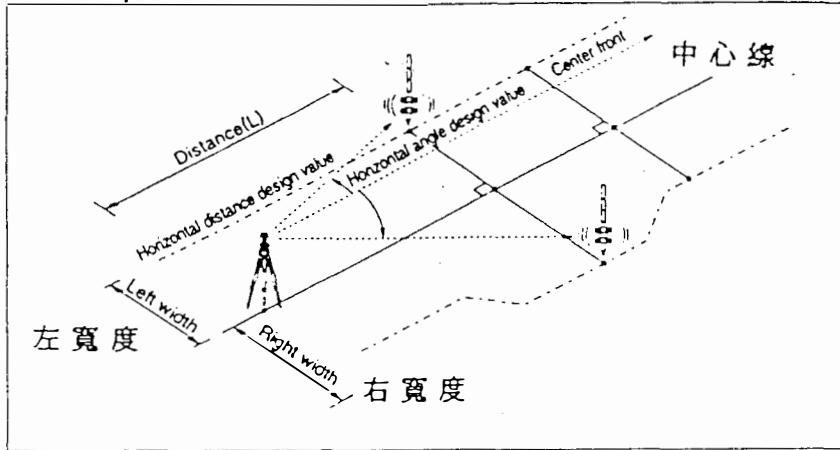 中心線
Center front
Distance(L)
Horizontal angle design value
Horizontal distance design value
Left width
左寬度
Right width
右寬度